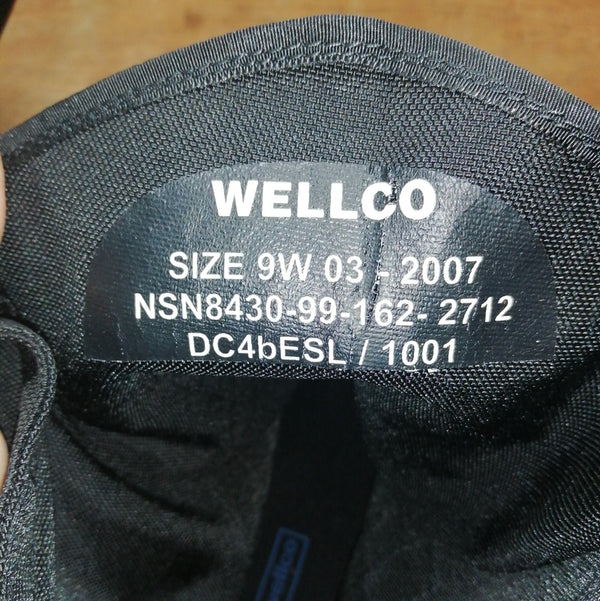 WELLCO
SIZE 9W 03 - 2007
NSN8430-99-162- 2712
DC4bESL / 1001